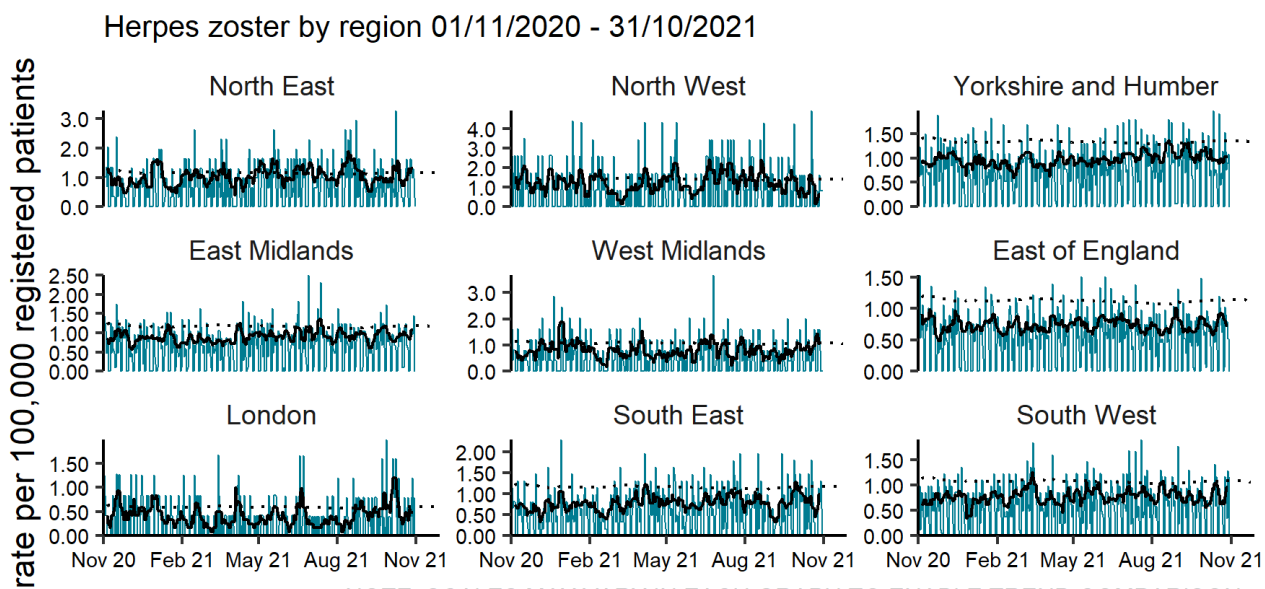 Herpes zoster by region 01/11/2020 - 31/10/2021
rate per 100,000 registered patients
North East
North West
Yorkshire and Humber
3.0
2.0
1.0
0.0
4.0
3.0
2.0
1.0
0.0
1.50
1.00
0.50
0.00
East Midlands
West Midlands
East of England
2.50
2.00
1.50
1.00
0.50
0.00
3.0
2.0
1.0
0.0
1.50
1.00
0.50
0.00
London
South East
South West
1.50
1.00
0.50
0.00
2.00
1.50
1.00
0.50
0.00
1.50
1.00
0.50
0.00
Nov 20 Feb 21 May 21 Aug 21 Nov 21
Nov 20 Feb 21 May 21 Aug 21 Nov 21
Nov 20 Feb 21 May 21 Aug 21 Nov 21